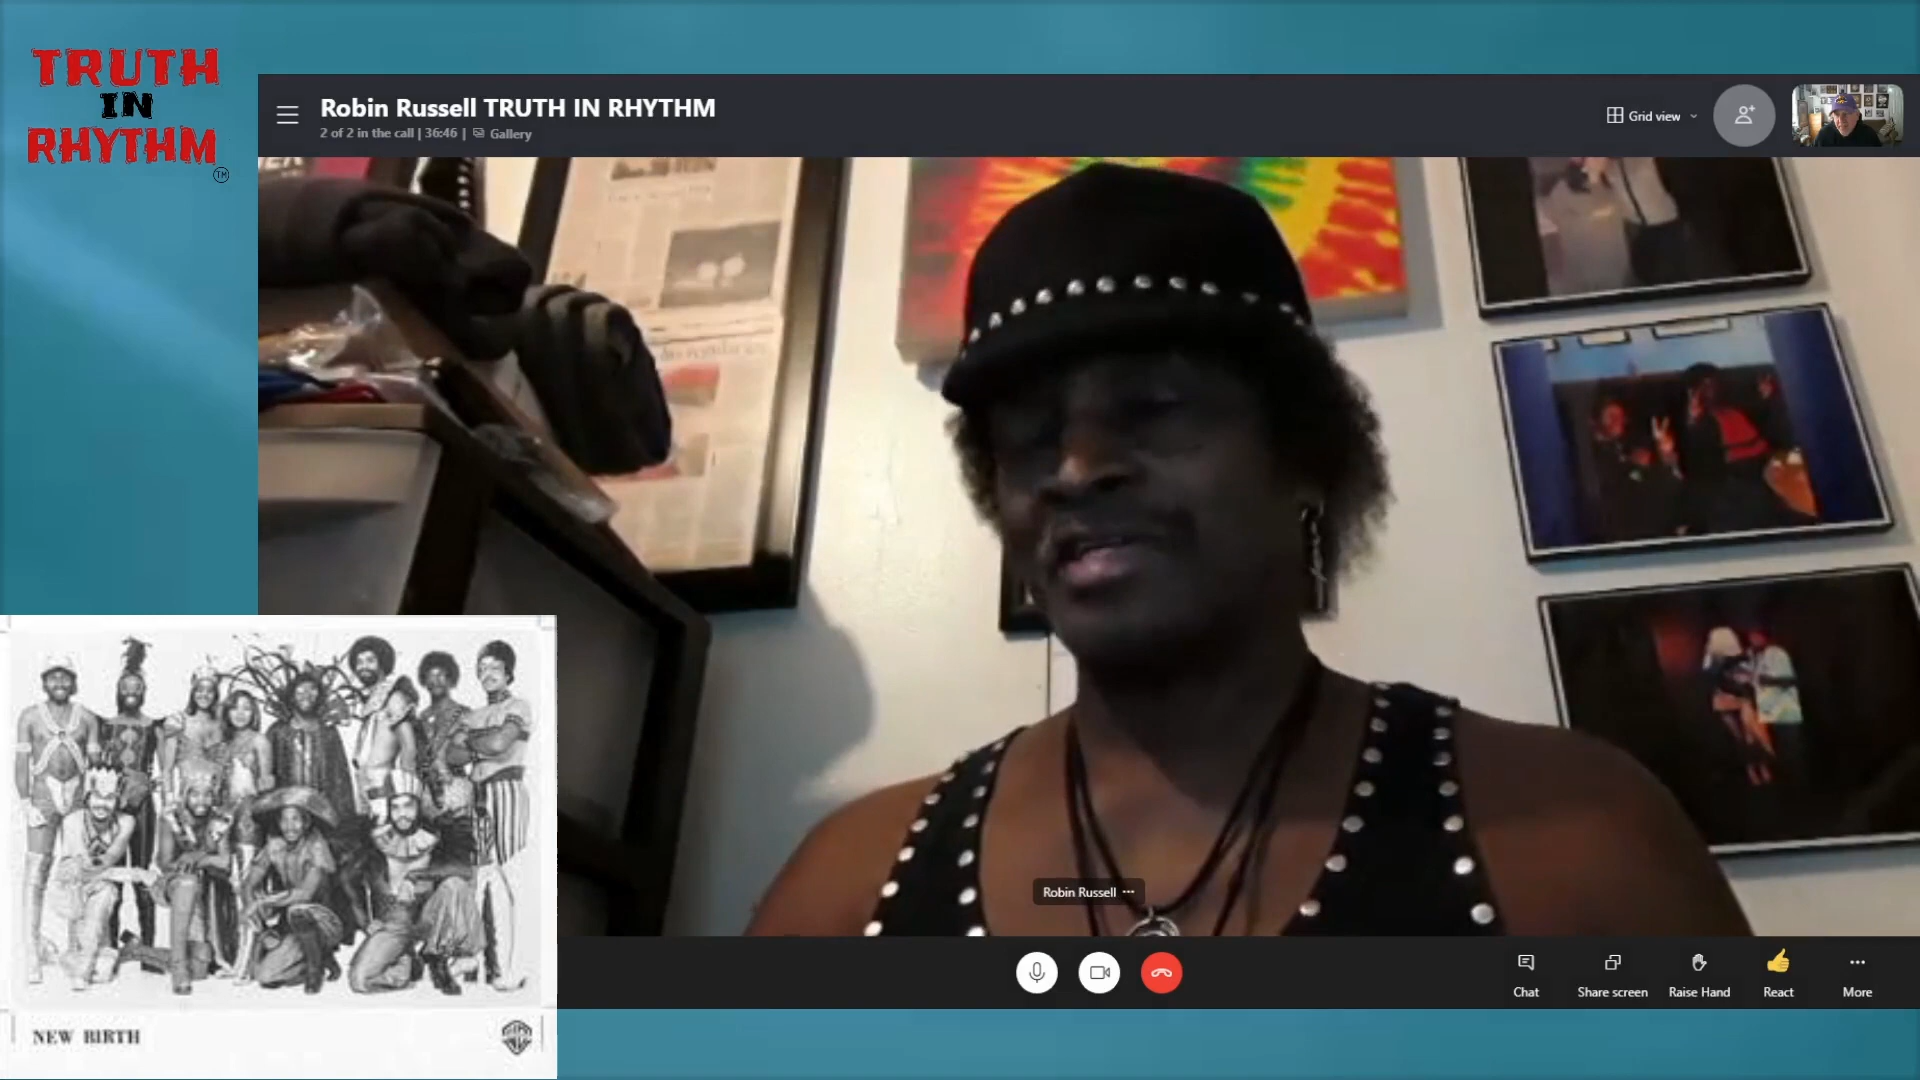 TRUTH
IN
RHYTHM
TM
Robin Russell TRUTH IN RHYTHM
2 of 2 in the call | 36:46 | Gallery
Grid view
Robin Russell
Chat
Share screen
Raise Hand
React
More
NEW BIRTH